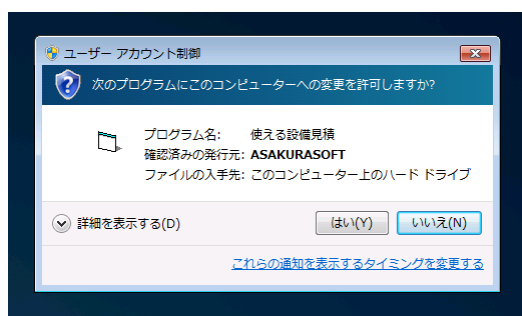 ユーザー アカウント制御
次のプログラムにこのコンピューターへの変更を許可しますか?
プログラム名: 使える設備見積
確認済みの発行元: ASAKURASOFT
ファイルの入手先: このコンピューター上のハード ドライブ
詳細を表示する(D) はい(Y) いいえ(N)
これらの通知を表示するタイミングを変更する